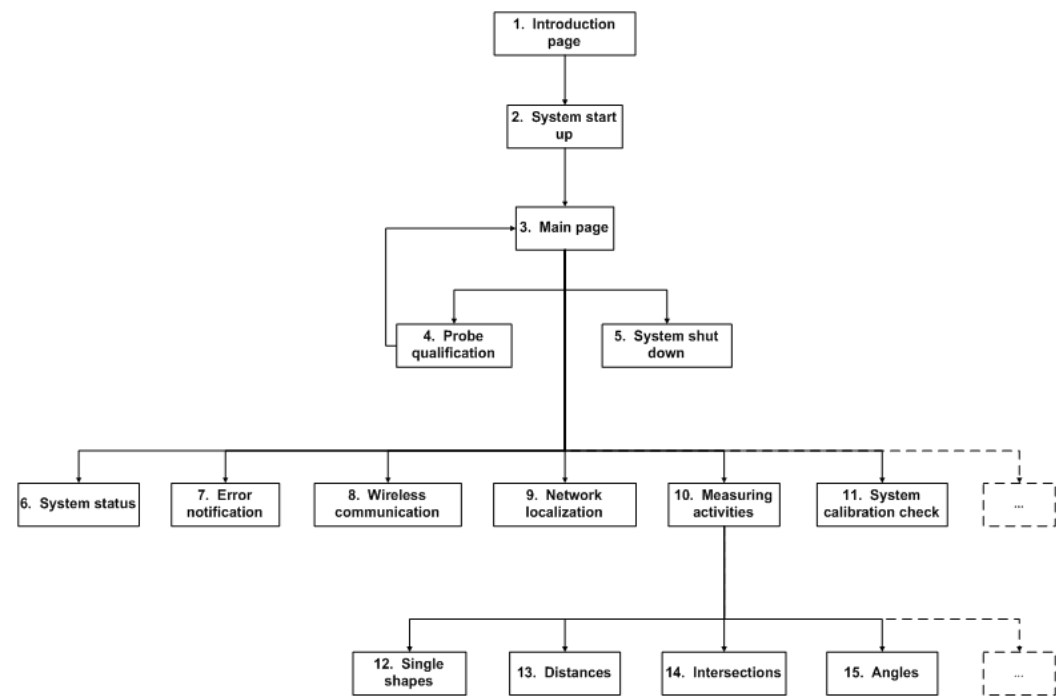 1. Introduction
page
2. System start
up
3. Main page
4. Probe
qualification
5. System shut
down
6. System status
7. Error
notification
8. Wireless
communication
9. Network
localization
10. Measuring
activities
11. System
calibration check
...
12. Single
shapes
13. Distances
14. Intersections
15. Angles
...